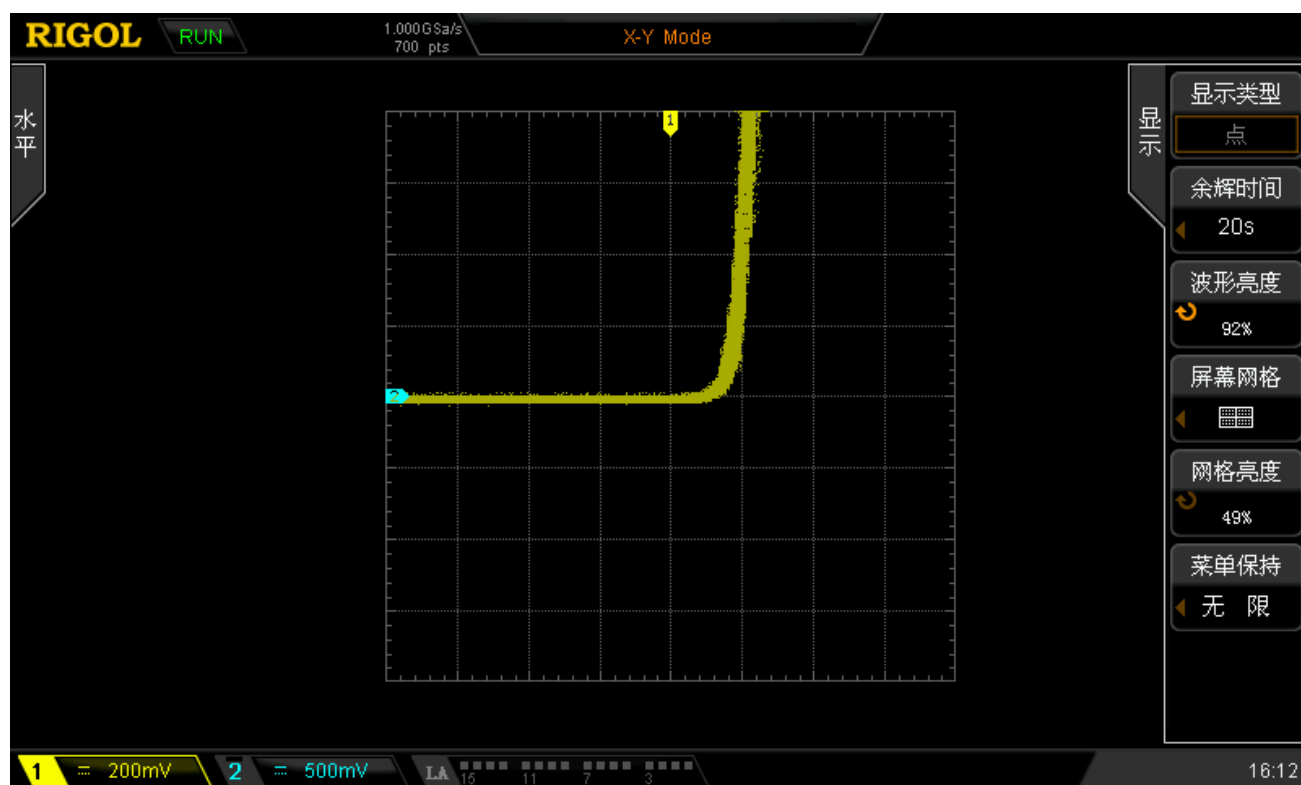 RIGOL RUN 1.000GSa/s X-Y Mode
700 pts
水平
1
2
显示
显示类型
点
余辉时间
20s
波形亮度
92%
屏幕网格
网格亮度
49%
菜单保持
无 限
1 200mV 2 500mV LA 15 11 7 3 16:12